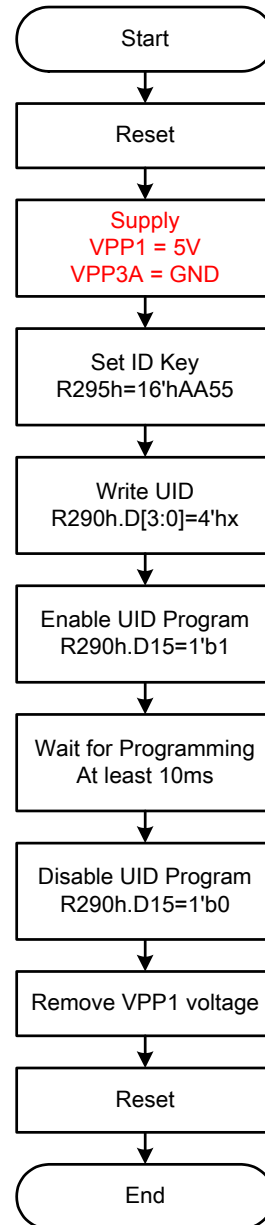 Start
Reset
Supply
VPP1 = 5V
VPP3A = GND
Set ID Key
R295h=16'hAA55
Write UID
R290h.D[3:0]=4'hx
Enable UID Program
R290h.D15=1'b1
Wait for Programming
At least 10ms
Disable UID Program
R290h.D15=1'b0
Remove VPP1 voltage
Reset
End